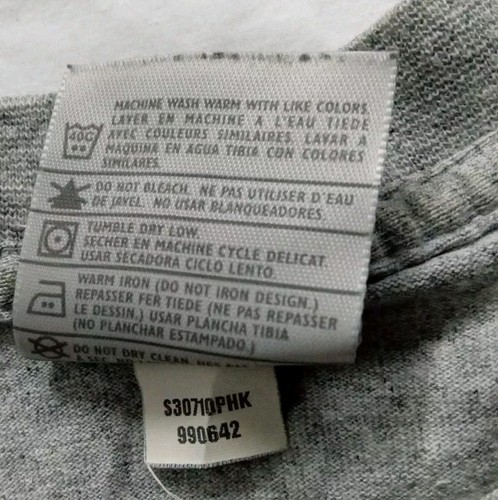 MACHINE WASH WARM WITH LIKE COLORS.
LAVER EN MACHINE A L'EAU TIEDE
AVEC COULEURS SIMILAIRES. LAVAR A
MAQUINA EN AGUA TIBIA CON COLORES
SIMILARES.
40C
DO NOT BLEACH. NE PAS UTILISER D'EAU
DE JAVEL. NO USAR BLANQUEADORES.
TUMBLE DRY LOW.
SECHER EN MACHINE CYCLE DELICAT.
USAR SECADORA CICLO LENTO.
WARM IRON (DO NOT IRON DESIGN.)
REPASSER FER TIEDE (NE PAS REPASSER
LE DESSIN.) USAR PLANCHA TIBIA
(NO PLANCHAR ESTAMPADO.)
DO NOT DRY CLEAN.
S30710PHK
990642